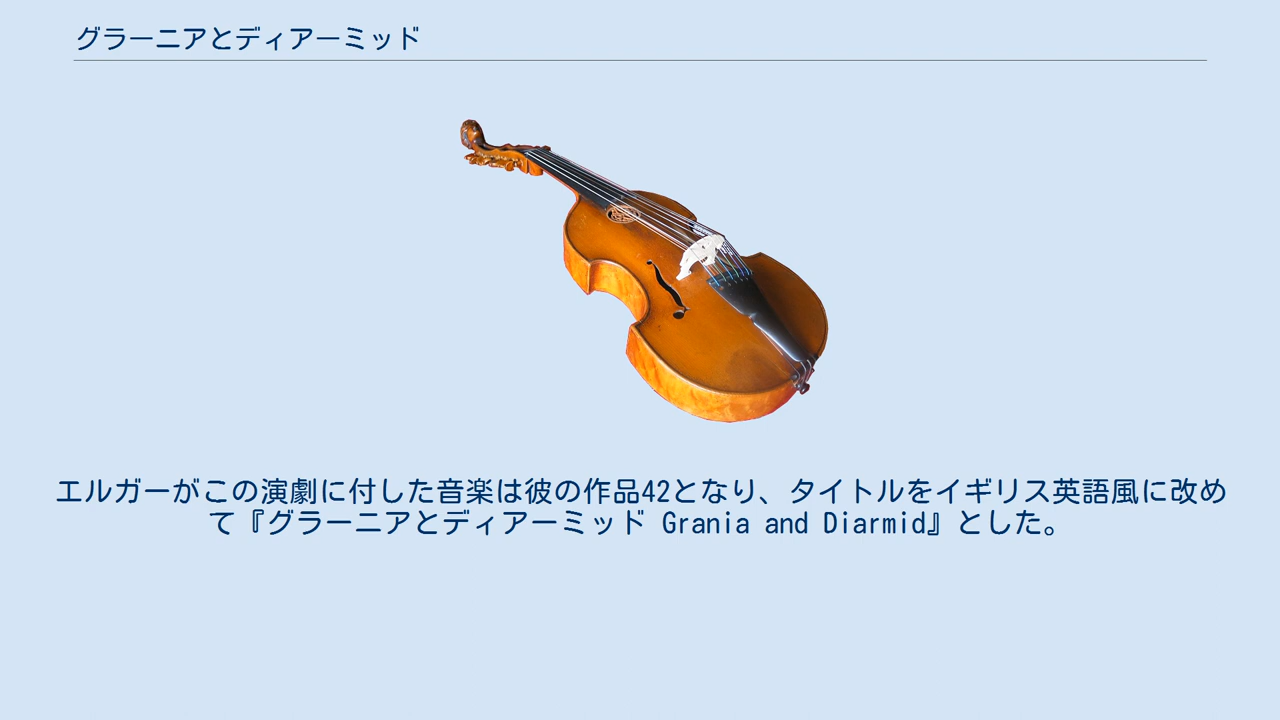 グラーニアとディアーミッド
エルガーがこの演劇に付した音楽は彼の作品42となり、タイトルをイギリス英語風に改め
て『グラーニアとディアーミッド Grania and Diarmid』とした。